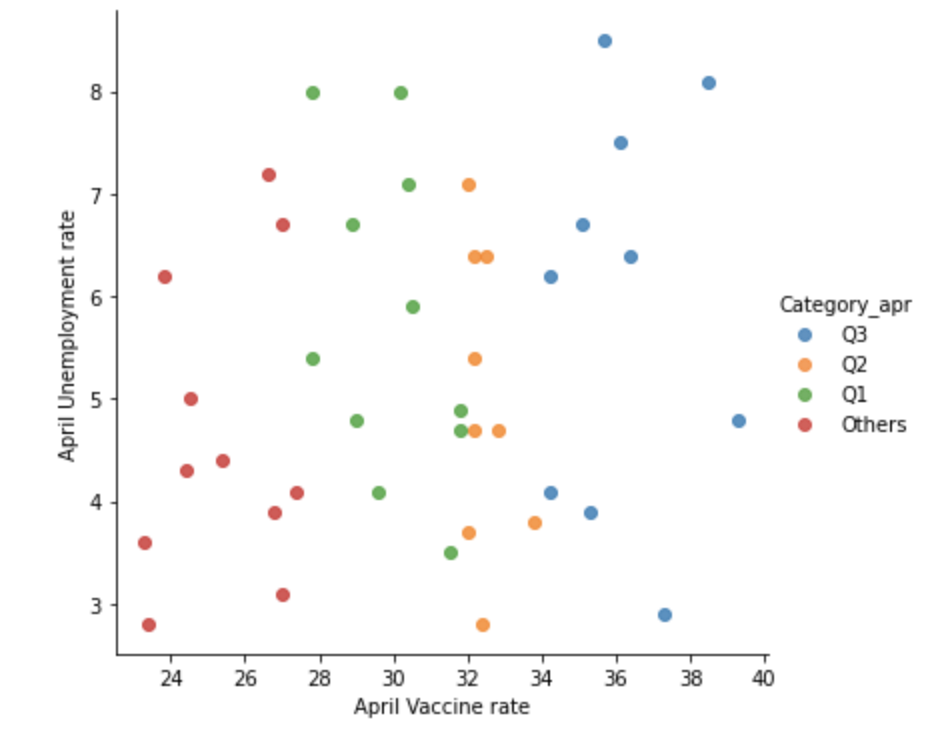 8
7
6
5
4
3
April Unemployment rate
24 26 28 30 32 34 36 38 40
April Vaccine rate
Category_apr
Q3
Q2
Q1
Others